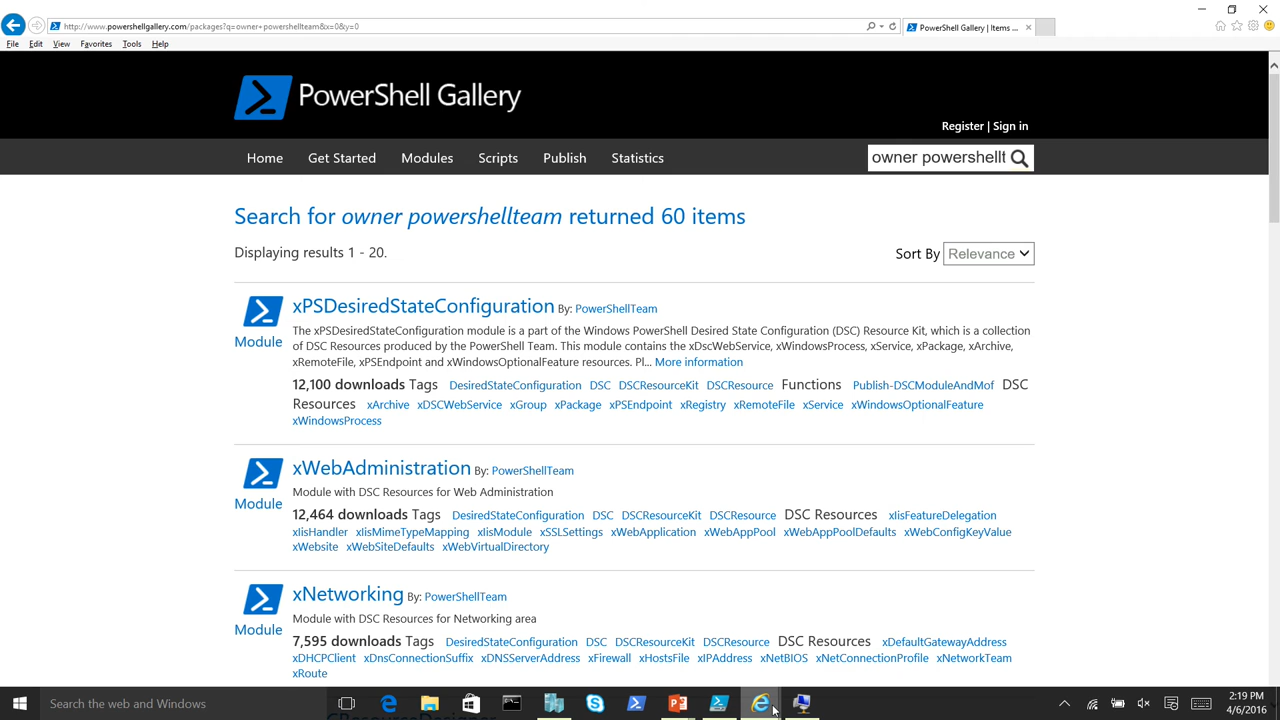 http://www.powershellgallery.com/packages?q=owner+powershellteam&x=0&y=0
PowerShell Gallery | Items ...
File Edit View Favorites Tools Help
PowerShell Gallery
Register | Sign in
Home Get Started Modules Scripts Publish Statistics
owner powershellt
Search for owner powershellteam returned 60 items
Displaying results 1 - 20.
Sort By Relevance
xPSDesiredStateConfiguration By: PowerShellTeam
Module
The xPSDesiredStateConfiguration module is a part of the Windows PowerShell Desired State Configuration (DSC) Resource Kit, which is a collection
of DSC Resources produced by the PowerShell Team. This module contains the xDscWebService, xWindowsProcess, xService, xPackage, xArchive,
xRemoteFile, xPSEndpoint and xWindowsOptionalFeature resources. Pl... More information
12,100 downloads Tags DesiredStateConfiguration DSC DSCResourceKit DSCResource Functions Publish-DSCModuleAndMof DSC
Resources xArchive xDSCWebService xGroup xPackage xPSEndpoint xRegistry xRemoteFile xService xWindowsOptionalFeature
xWindowsProcess
xWebAdministration By: PowerShellTeam
Module
Module with DSC Resources for Web Administration
12,464 downloads Tags DesiredStateConfiguration DSC DSCResourceKit DSCResource DSC Resources xIisFeatureDelegation
xIisHandler xIisMimeTypeMapping xIisModule xSSLSettings xWebApplication xWebAppPool xWebAppPoolDefaults xWebConfigKeyValue
xWebsite xWebSiteDefaults xWebVirtualDirectory
xNetworking By: PowerShellTeam
Module
Module with DSC Resources for Networking area
7,595 downloads Tags DesiredStateConfiguration DSC DSCResourceKit DSCResource DSC Resources xDefaultGatewayAddress
xDHCPClient xDnsConnectionSuffix xDNSServerAddress xFirewall xHostsFile xIPAddress xNetBIOS xNetConnectionProfile xNetworkTeam
xRoute
Search the web and Windows
2:19 PM
4/6/2016